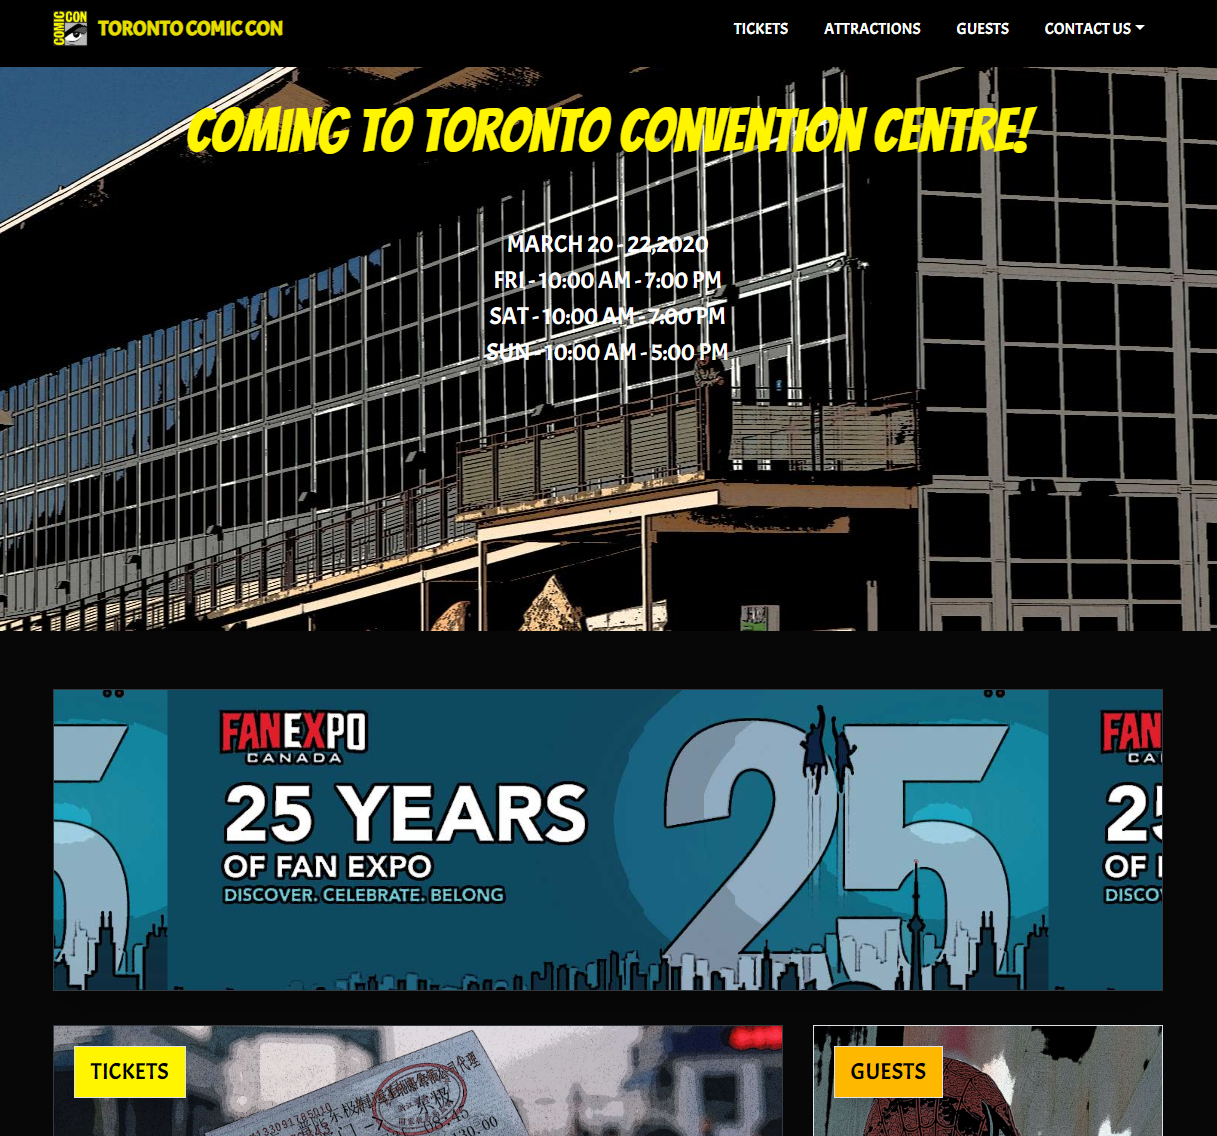 COMIC CON
TORONTO COMIC CON
TICKETS
ATTRACTIONS
GUESTS
CONTACT US
COMING TO TORONTO CONVENTION CENTRE!
MARCH 20 - 22,2020
FRI - 10:00 AM - 7:00 PM
SAT - 10:00 AM - 7:00 PM
SUN - 10:00 AM - 5:00 PM
5
FANEXPO
CANADA
25 YEARS
OF FAN EXPO
DISCOVER. CELEBRATE. BELONG
25
FAN
CA
25
OF
DISCO
TICKETS
GUESTS